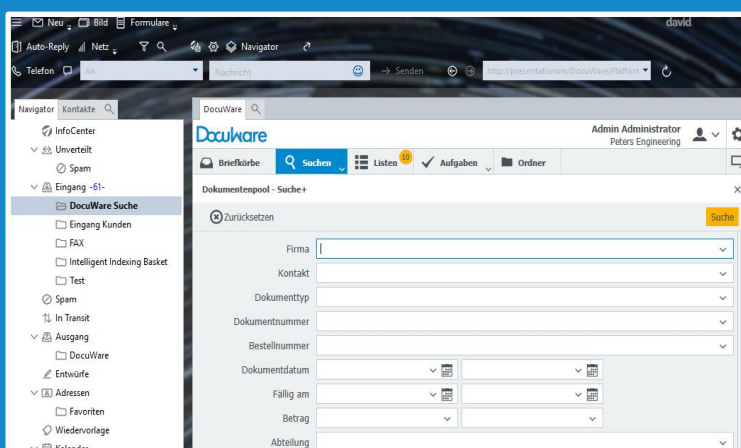 Neu Bild Formulare david
Auto-Reply Netz Navigator
Telefon An Nachricht Senden http://presentationvm/DocuWare/Platform
Navigator Kontakte
InfoCenter
Unverteilt
Spam
Eingang -61-
DocuWare Suche
Eingang Kunden
FAX
Intelligent Indexing Basket
Test
Spam
In Transit
Ausgang
DocuWare
Entwürfe
Adressen
Favoriten
Wiedervorlage
Kalender
DocuWare
DocuWare
Admin Administrator
Peters Engineering
Briefkörbe Suchen Listen 10 Aufgaben Ordner
Dokumentenpool - Suche+
Zurücksetzen Suche
Firma
Kontakt
Dokumenttyp
Dokumentnummer
Bestellnummer
Dokumentdatum
Fällig am
Betrag
Abteilung